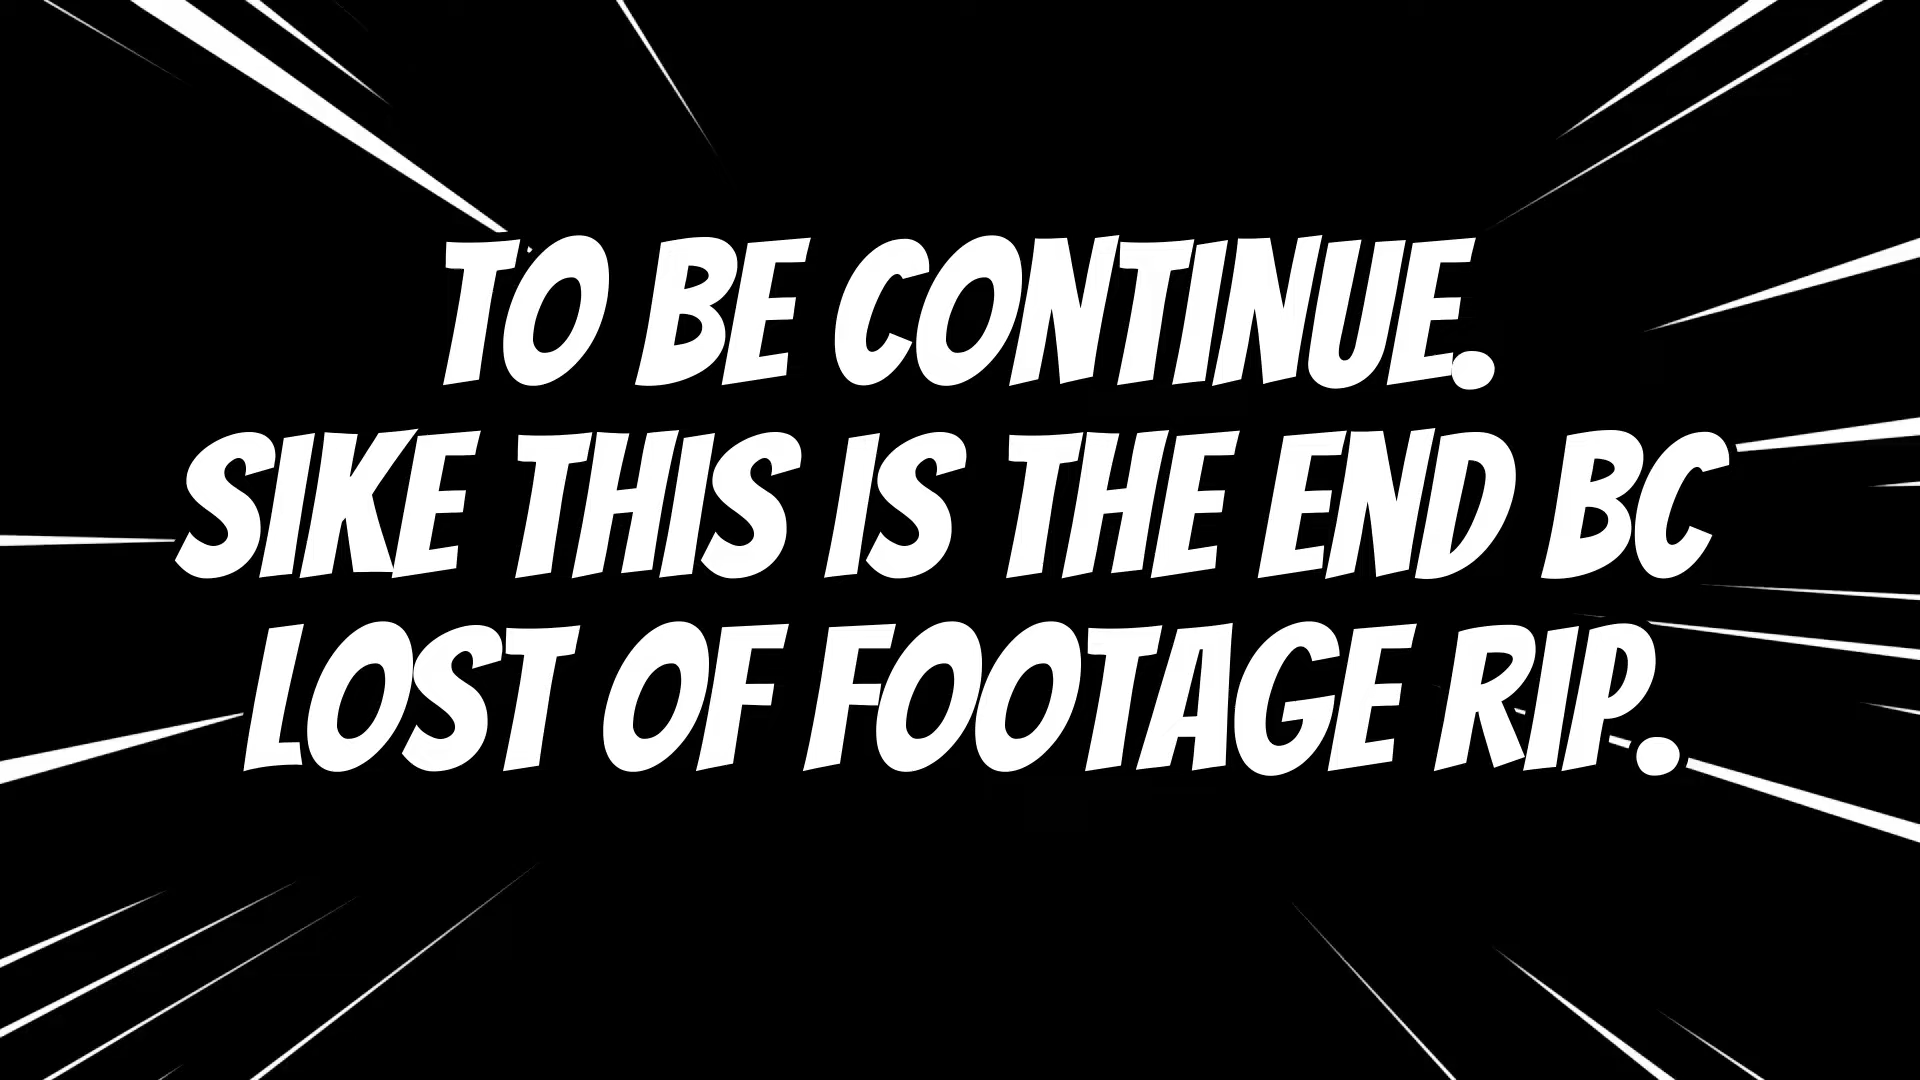 TO BE CONTINUE.
SIKE THIS IS THE END BC
LOST OF FOOTAGE RIP.